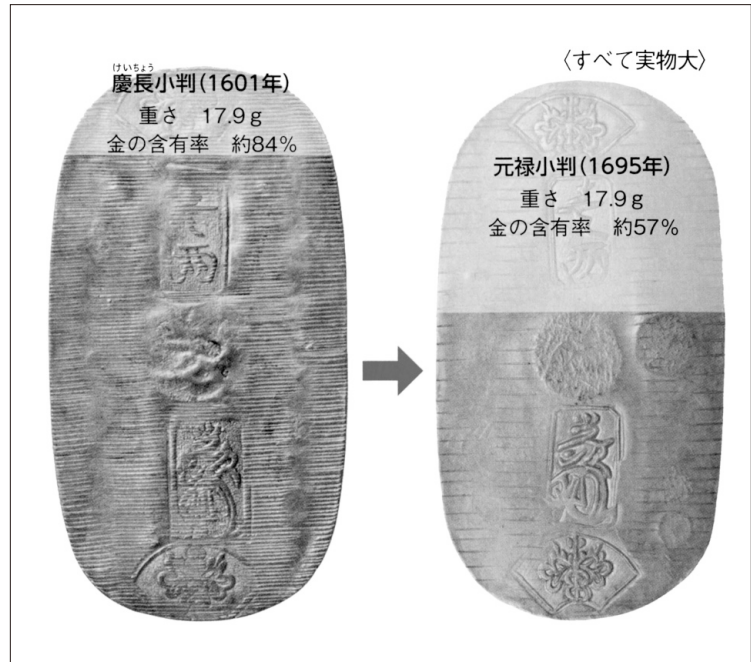 けいちょう
慶長小判(1601年)
重さ 17.9g
金の含有率 約84%
〈すべて実物大〉
元禄小判(1695年)
重さ 17.9g
金の含有率 約57%